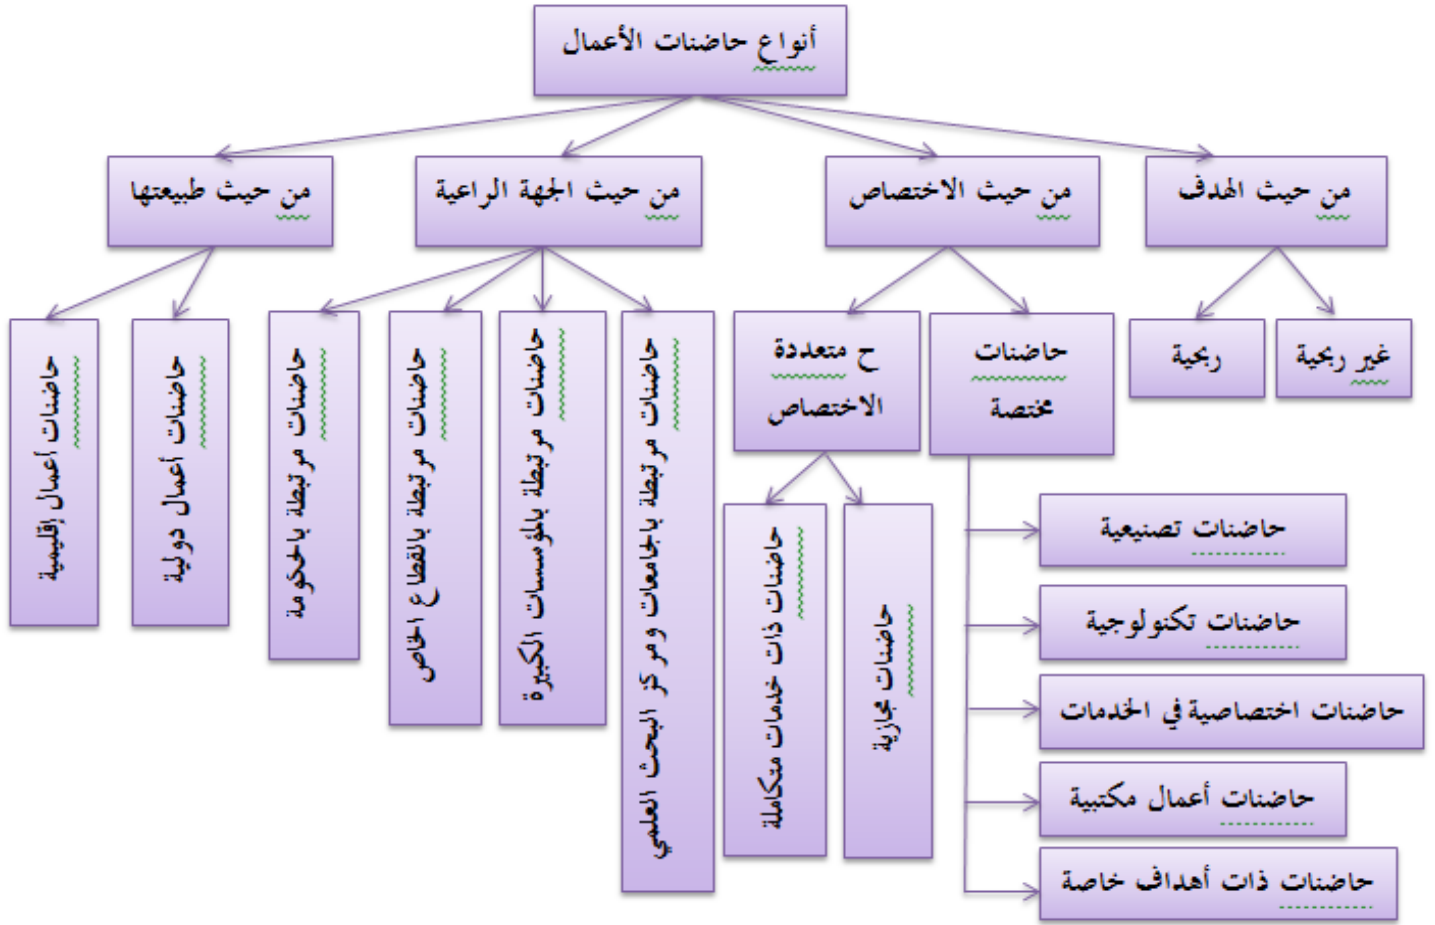 أنواع حاضنات الأعمال
من حيث الهدف
من حيث الاختصاص
من حيث الجهة الراعية
من حيث طبيعتها
غير ربحية
ربحية
حاضنات
مختصة
ح متعددة
الاختصاص
حاضنات مرتبطة بالجامعات ومركز البحث العلمي
حاضنات مرتبطة بالمؤسسات الكبيرة
حاضنات مرتبطة بالقطاع الخاص
حاضنات مرتبطة بالحكومة
حاضنات أعمال دولية
حاضنات أعمال إقليمية
حاضنات مجازية
حاضنات ذات خدمات متكاملة
حاضنات تصنيعية
حاضنات تكنولوجية
حاضنات اختصاصية في الخدمات
حاضنات أعمال مكتبية
حاضنات ذات أهداف خاصة